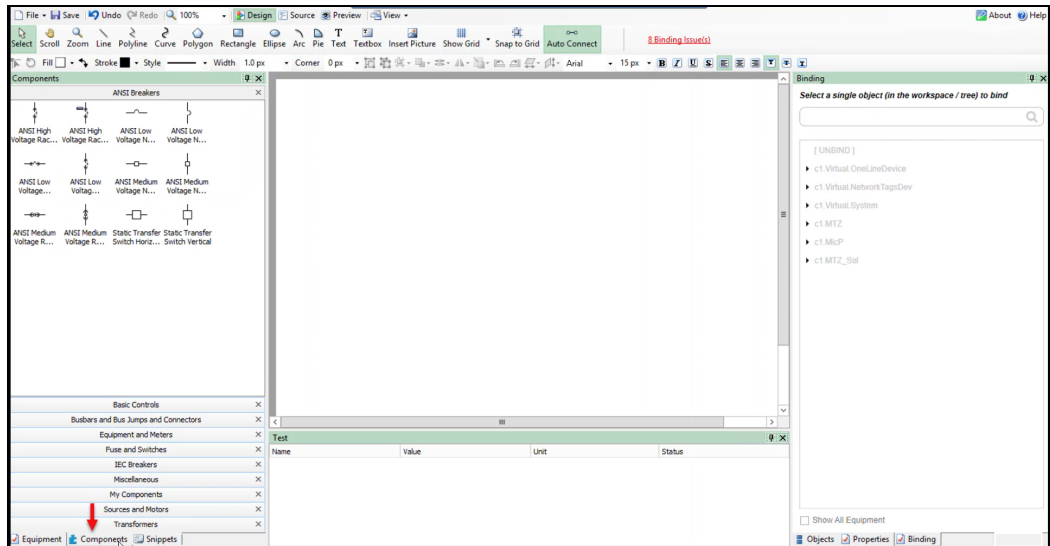 File Save Undo Redo 100% Design Source Preview View About Help
Select Scroll Zoom Line Polyline Curve Polygon Rectangle Ellipse Arc Pie Text Textbox Insert Picture Show Grid Snap to Grid Auto Connect 8 Binding Issue(s)
Fill Stroke Style Width 1.0 px Corner 0 px Arial 15 px B I U S
Components
ANSI Breakers
ANSI High Voltage Rac... ANSI High Voltage Rac... ANSI Low Voltage N... ANSI Low Voltage N...
ANSI Low Voltage... ANSI Low Voltag... ANSI Medium Voltage N... ANSI Medium Voltage N...
ANSI Medium Voltage R... ANSI Medium Voltage R... Static Transfer Switch Horiz... Static Transfer Switch Vertical
Basic Controls
Busbars and Bus Jumps and Connectors
Equipment and Meters
Fuse and Switches
IEC Breakers
Miscellaneous
My Components
Sources and Motors
Transformers
Equipment Components Snippets
Test
Name Value Unit Status
Binding
Select a single object (in the workspace / tree) to bind
[ UNBIND ]
c1.Virtual.OneLineDevice
c1.Virtual.NetworkTagsDev
c1.Virtual.System
c1.MTZ
c1.MicP
c1.MTZ_Sol
Show All Equipment
Objects Properties Binding